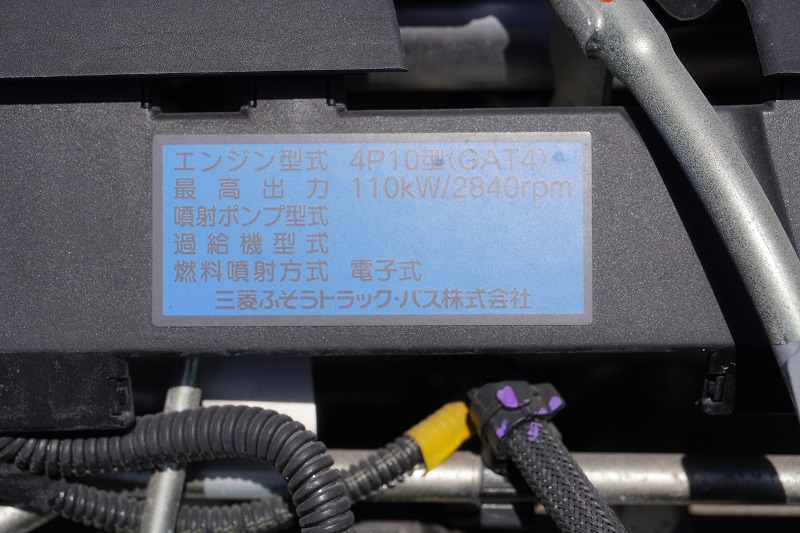 エンジン型式 4P10型(GAT4)
最高出力 110kW/2840rpm
噴射ポンプ型式
過給機型式
燃料噴射方式 電子式
三菱ふそうトラック・バス株式会社